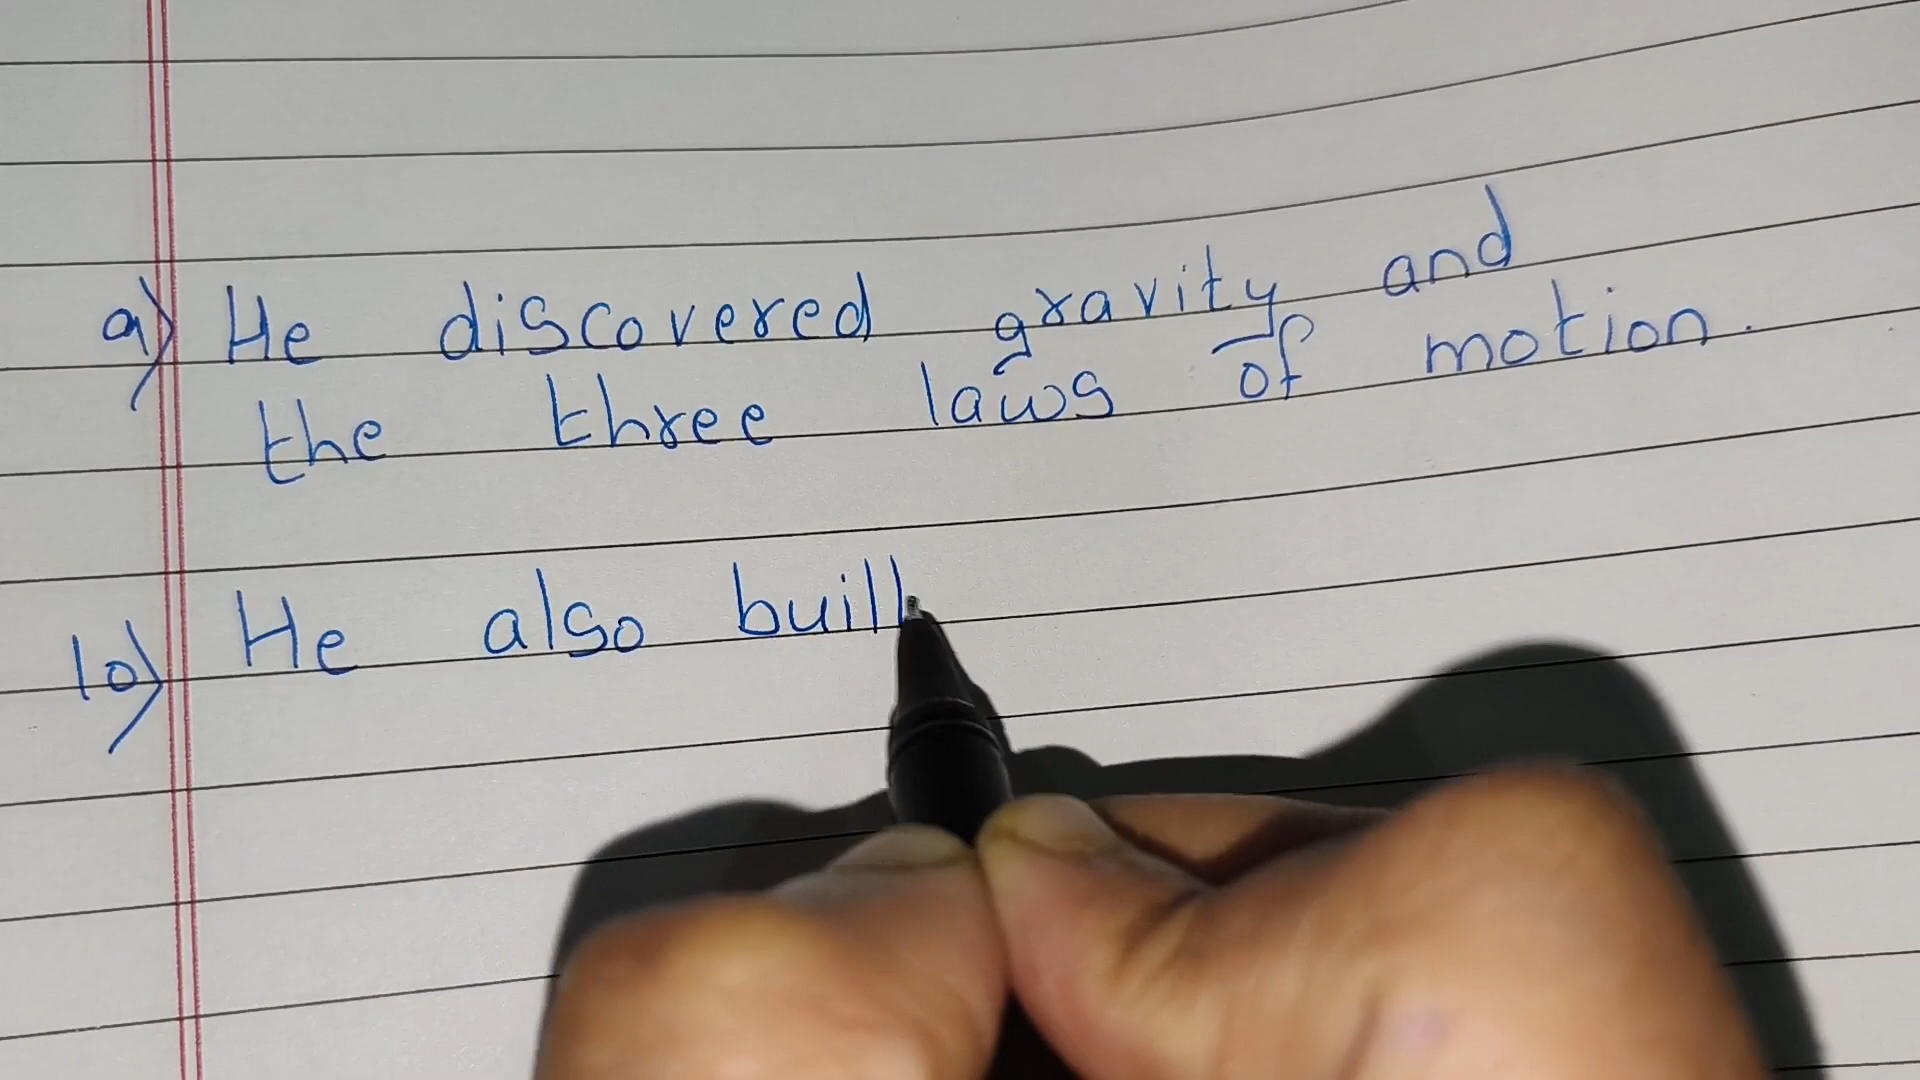 9) He discovered gravity and
the three laws of motion.
10) He also buil